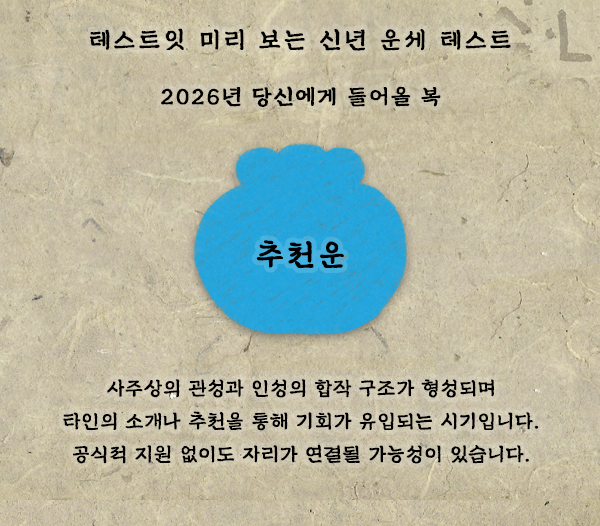 테스트잇 미리 보는 신년 운세 테스트
2026년 당신에게 들어올 복
추천운
사주상의 관성과 인성의 합작 구조가 형성되며
타인의 소개나 추천을 통해 기회가 유입되는 시기입니다.
공식적 지원 없이도 자리가 연결될 가능성이 있습니다.